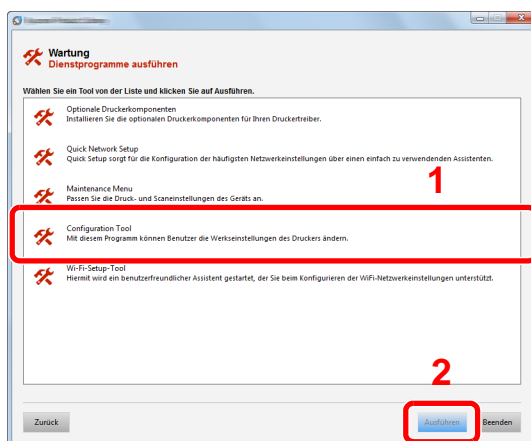 Wartung
Dienstprogramme ausführen
Wählen Sie ein Tool von der Liste und klicken Sie auf Ausführen.
Optionale Druckerkomponenten
Installieren Sie die optionalen Druckerkomponenten für Ihren Druckertreiber.
Quick Network Setup
Quick Setup sorgt für die Konfiguration der häufigsten Netzwerkeinstellungen über einen einfach zu verwendenden Assistenten.
1
Maintenance Menu
Passen Sie die Druck- und Scaneinstellungen des Geräts an.
Configuration Tool
Mit diesem Programm können Benutzer die Werkseinstellungen des Druckers ändern.
Wi-Fi-Setup-Tool
Hiermit wird ein benutzerfreundlicher Assistent gestartet, der Sie beim Konfigurieren der WiFi-Netzwerkeinstellungen unterstützt.
2
Zurück
Ausführen
Beenden